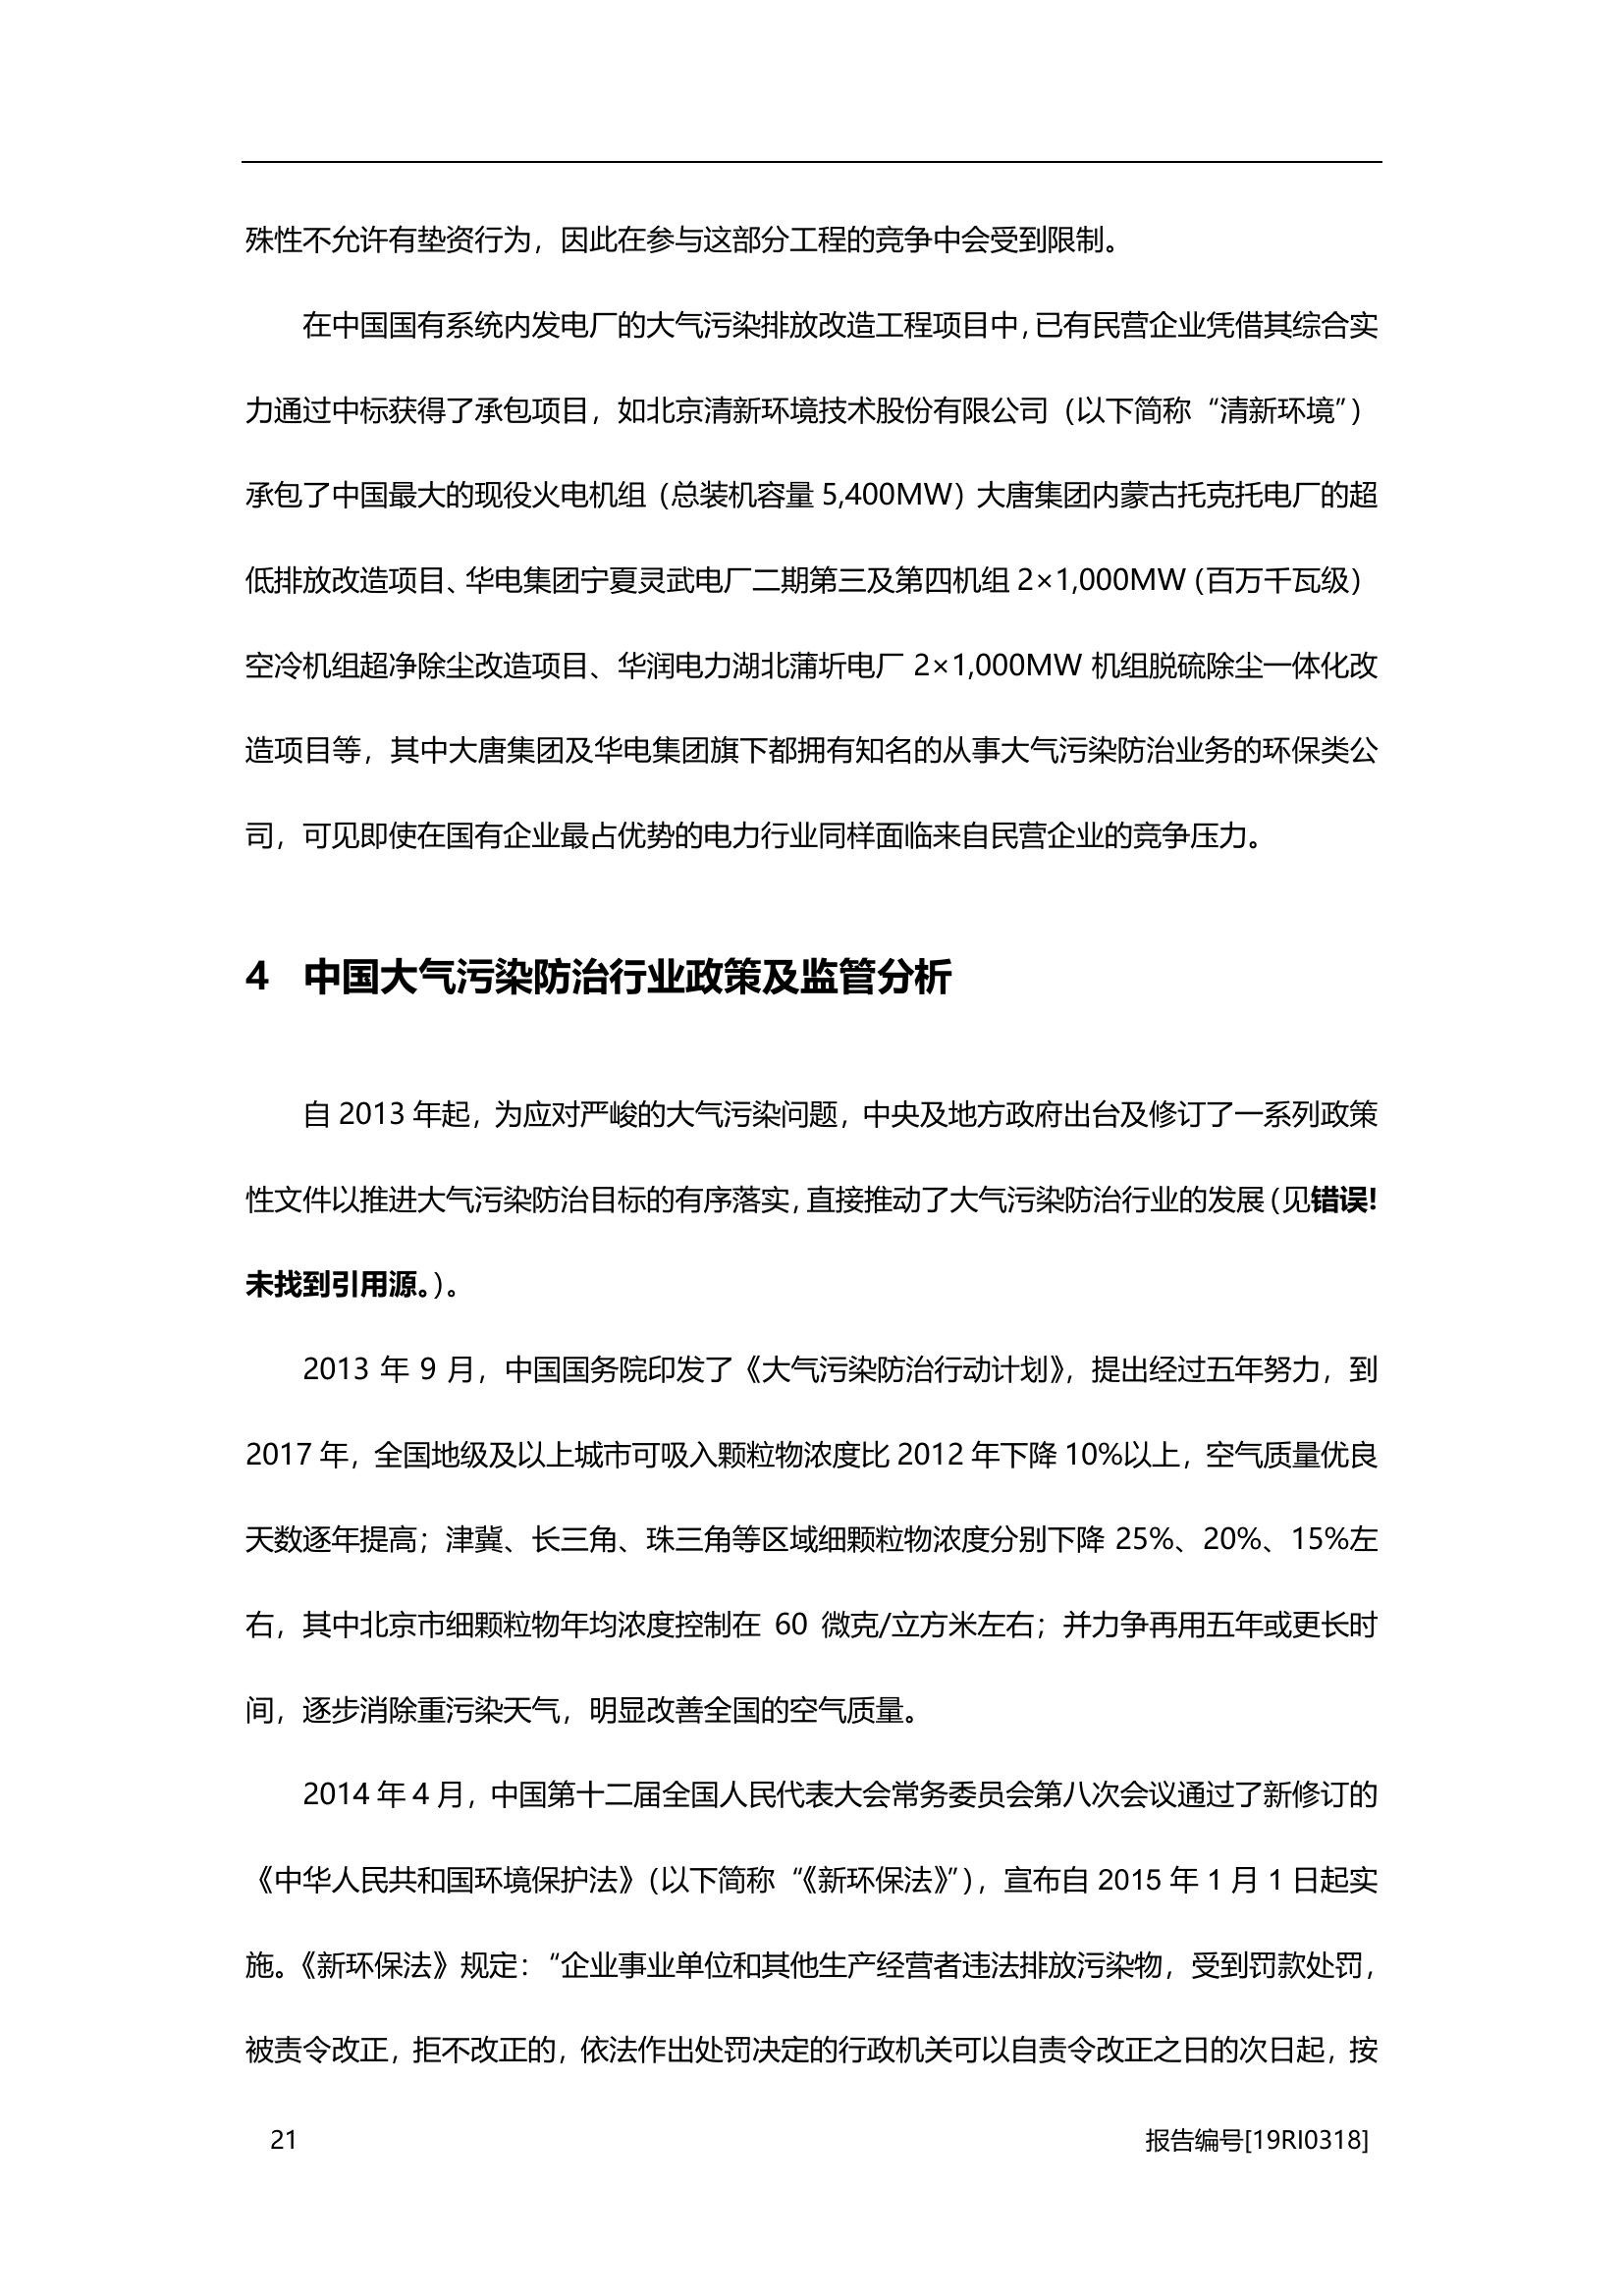 殊性不允许有垫资行为，因此在参与这部分工程的竞争中会受到限制。
在中国国有系统内发电厂的大气污染排放改造工程项目中，已有民营企业凭借其综合实
力通过中标获得了承包项目，如北京清新环境技术股份有限公司（以下简称“清新环境”）
承包了中国最大的现役火电机组（总装机容量 5,400MW）大唐集团内蒙古托克托电厂的超
低排放改造项目、华电集团宁夏灵武电厂二期第三及第四机组 2×1,000MW（百万千瓦级）
空冷机组超净除尘改造项目、华润电力湖北蒲圻电厂 2×1,000MW 机组脱硫除尘一体化改
造项目等，其中大唐集团及华电集团旗下都拥有知名的从事大气污染防治业务的环保类公
司，可见即使在国有企业最占优势的电力行业同样面临来自民营企业的竞争压力。
4 中国大气污染防治行业政策及监管分析
自 2013 年起，为应对严峻的大气污染问题，中央及地方政府出台及修订了一系列政策
性文件以推进大气污染防治目标的有序落实，直接推动了大气污染防治行业的发展（见错误!
未找到引用源。）。
2013 年 9 月，中国国务院印发了《大气污染防治行动计划》，提出经过五年努力，到
2017 年，全国地级及以上城市可吸入颗粒物浓度比 2012 年下降 10%以上，空气质量优良
天数逐年提高；津冀、长三角、珠三角等区域细颗粒物浓度分别下降 25%、20%、15%左
右，其中北京市细颗粒物年均浓度控制在 60 微克/立方米左右；并力争再用五年或更长时
间，逐步消除重污染天气，明显改善全国的空气质量。
2014 年 4 月，中国第十二届全国人民代表大会常务委员会第八次会议通过了新修订的
《中华人民共和国环境保护法》（以下简称“《新环保法》”），宣布自 2015 年 1 月 1 日起实
施。《新环保法》规定：“企业事业单位和其他生产经营者违法排放污染物，受到罚款处罚，
被责令改正，拒不改正的，依法作出处罚决定的行政机关可以自责令改正之日的次日起，按
21 报告编号[19RI0318]